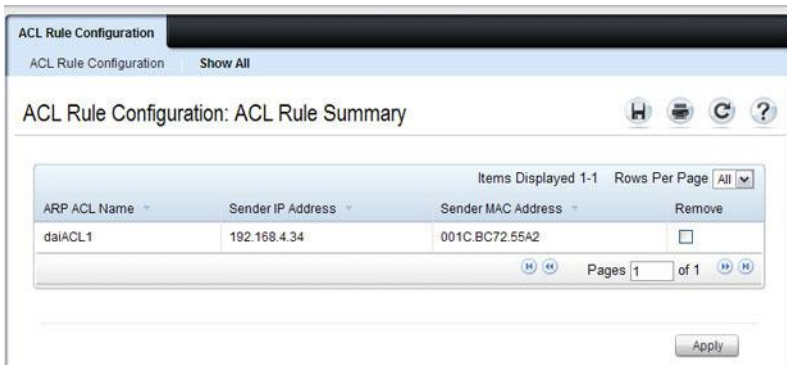 ACL Rule Configuration
ACL Rule Configuration Show All
ACL Rule Configuration: ACL Rule Summary
Items Displayed 1-1 Rows Per Page All
ARP ACL Name Sender IP Address Sender MAC Address Remove
daiACL1 192.168.4.34 001C.BC72.55A2
Pages 1 of 1
Apply